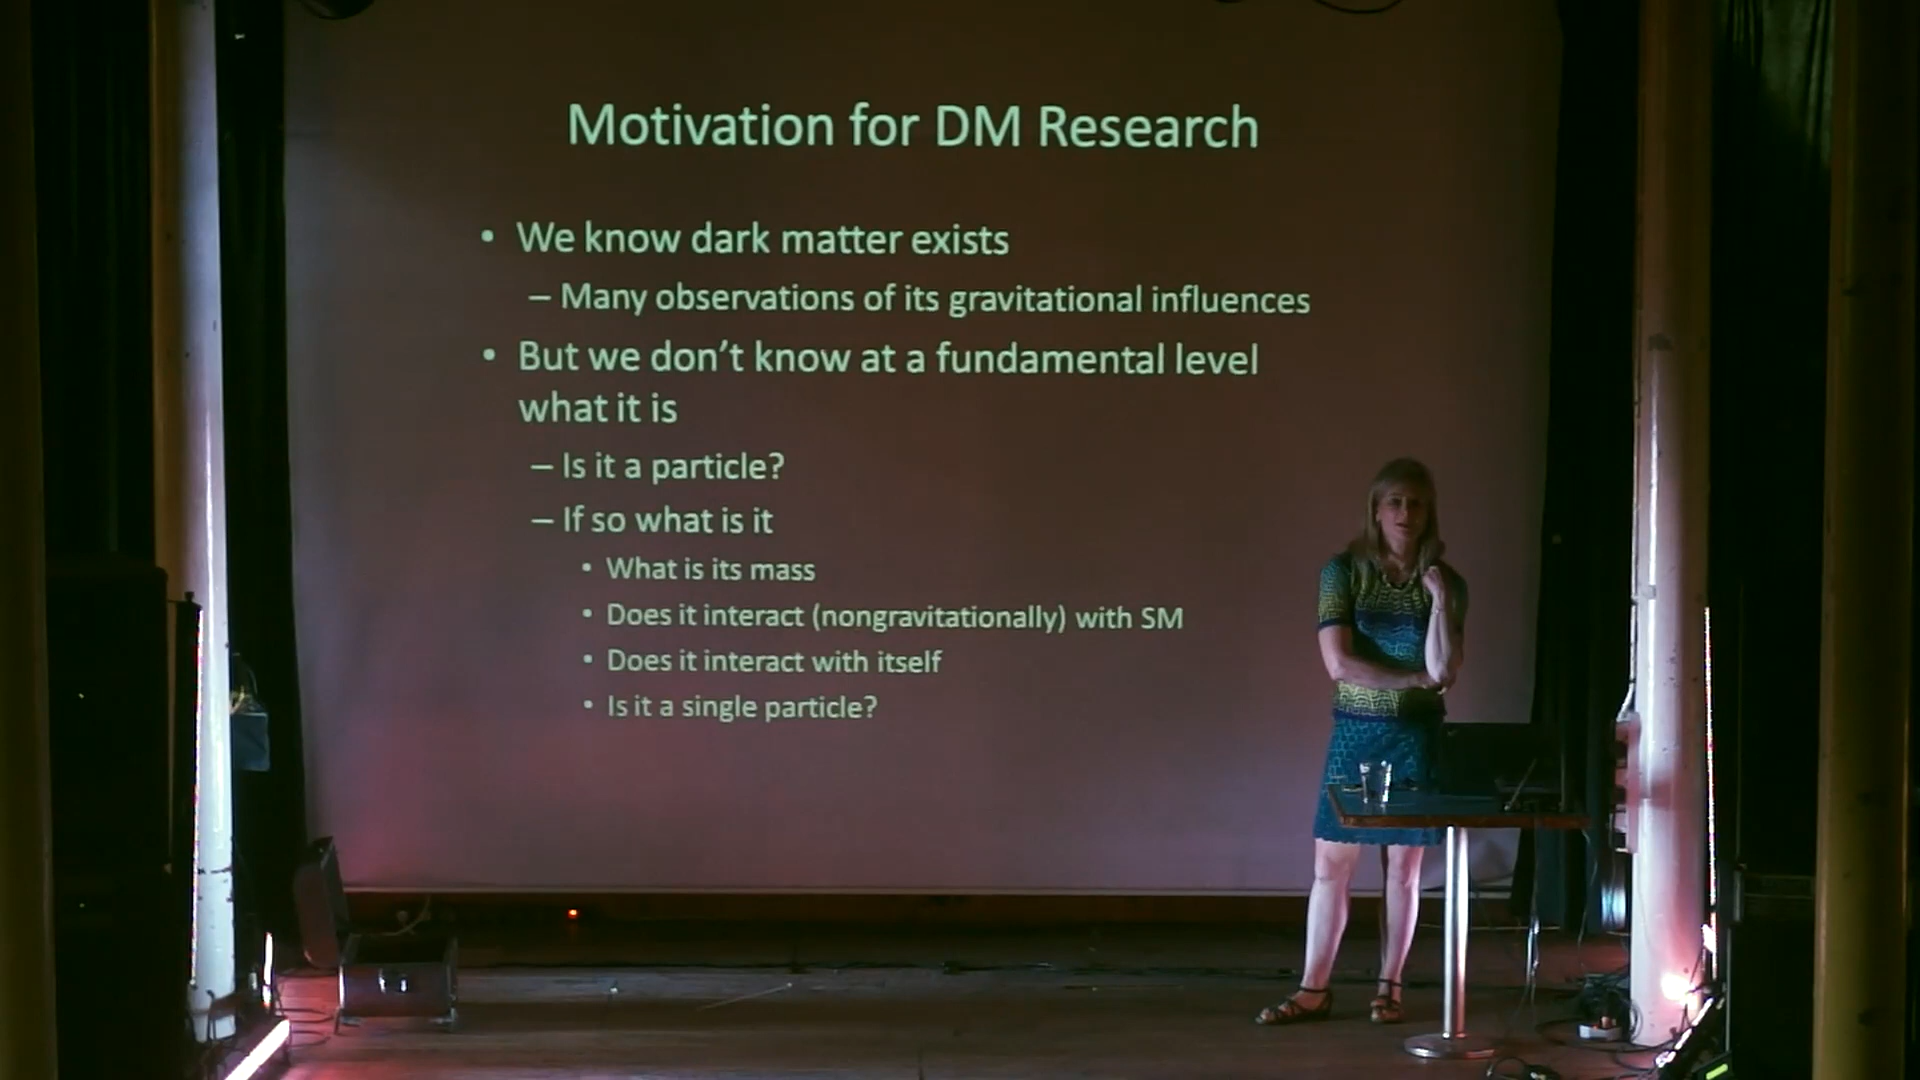 Motivation for DM Research
• We know dark matter exists
– Many observations of its gravitational influences
• But we don’t know at a fundamental level
what it is
– Is it a particle?
– If so what is it
• What is its mass
• Does it interact (nongravitationally) with SM
• Does it interact with itself
• Is it a single particle?